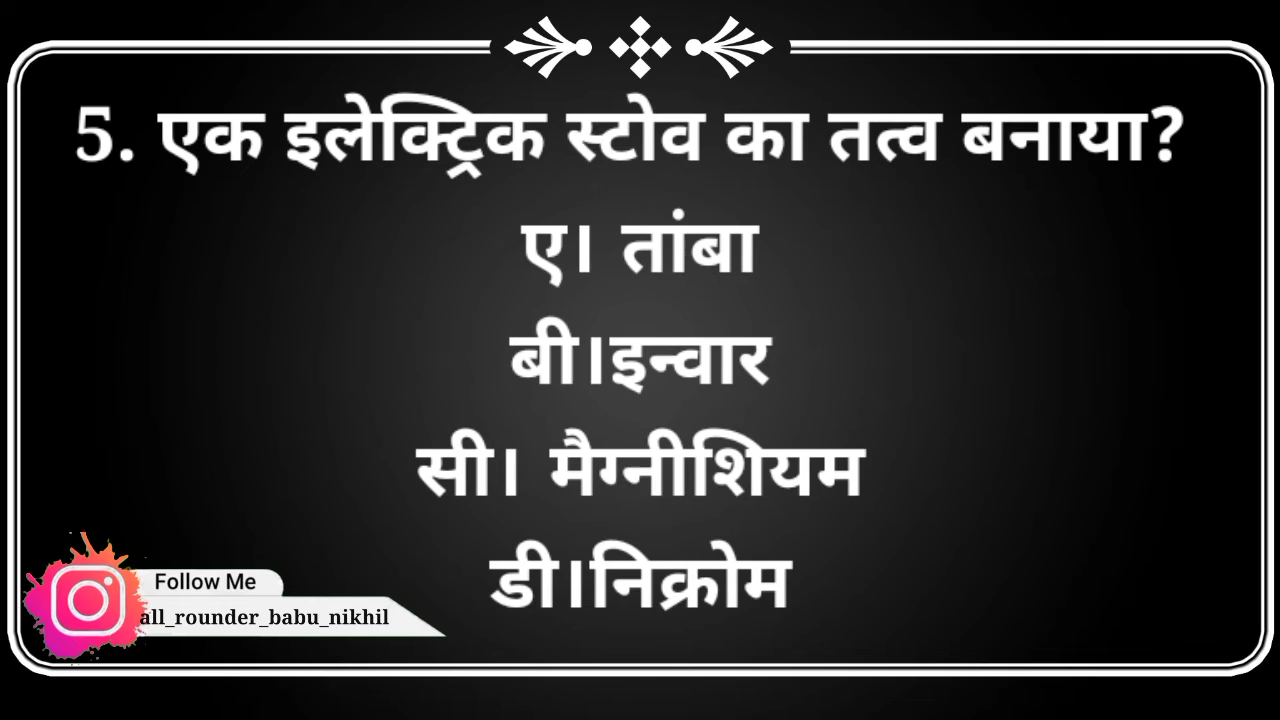 5. एक इलेक्ट्रिक स्टोव का तत्व बनाया?
ए। तांबा
बी।इन्वार
सी। मैग्नीशियम
डी।निक्रोम
Follow Me
all_rounder_babu_nikhil